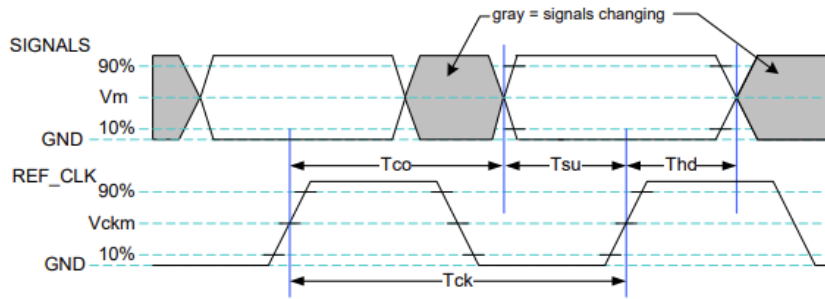 gray = signals changing
SIGNALS
90%
Vm
10%
GND
Tco
Tsu
Thd
REF_CLK
90%
Vckm
10%
GND
Tck